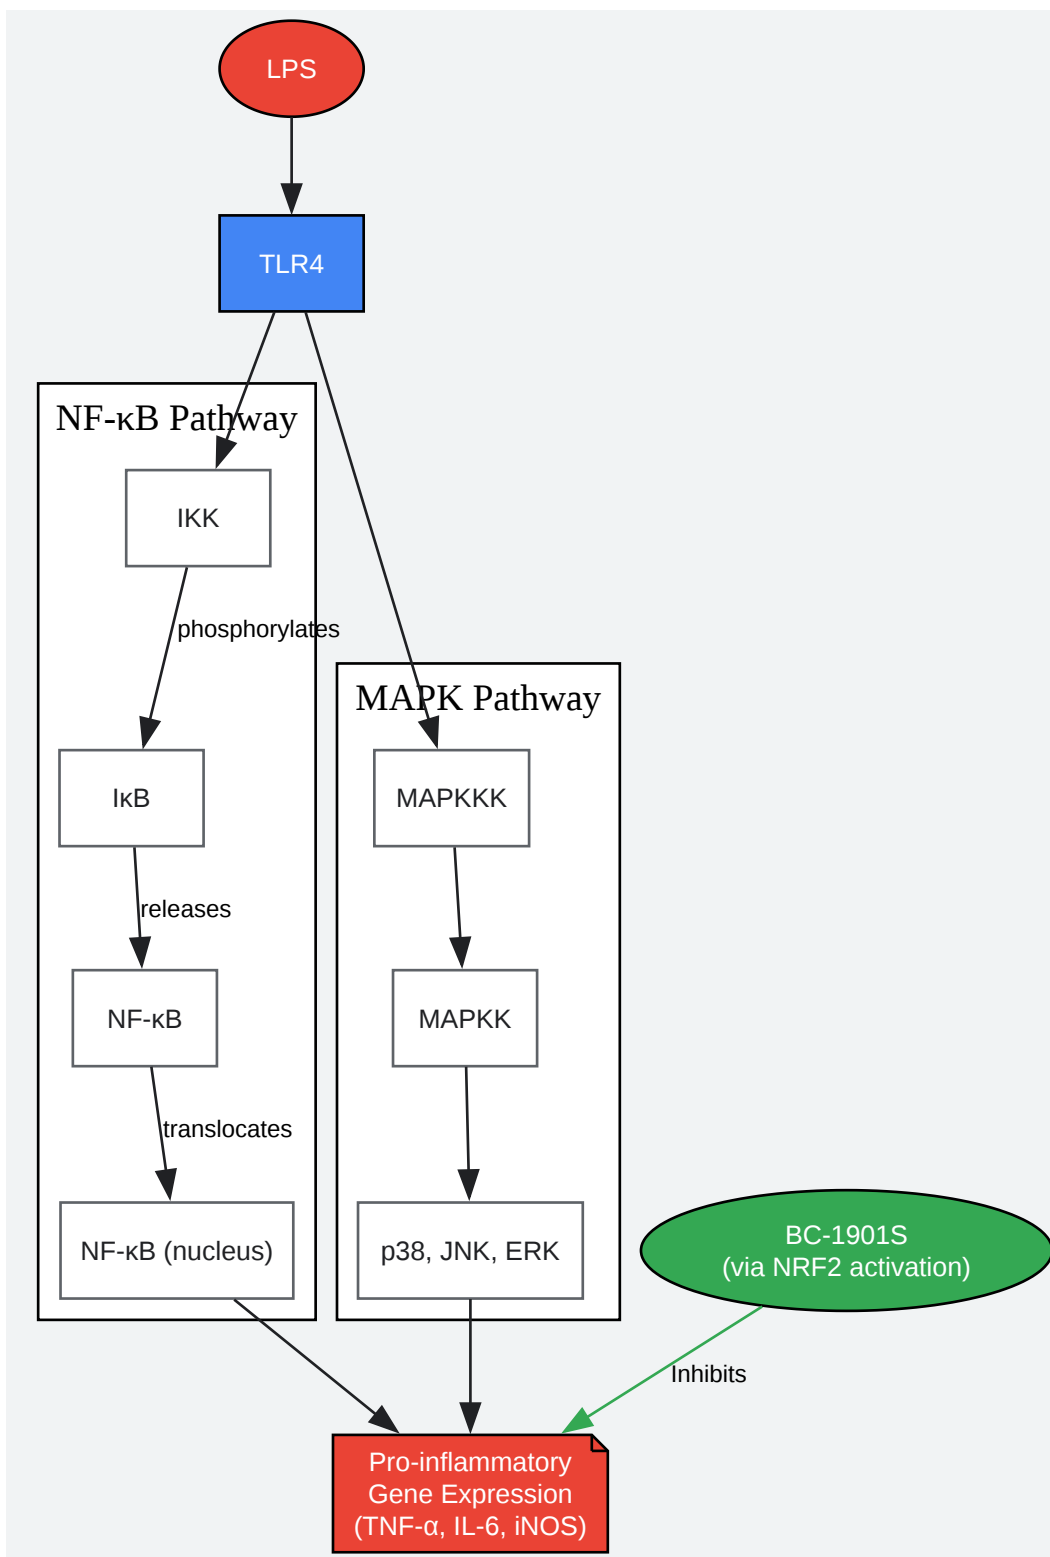 LPS
TLR4
NF-κB Pathway
IKK
phosphorylates
MAPK Pathway
IκB
MAPKKK
releases
NF-κB
MAPKK
translocates
NF-κB (nucleus)
p38, JNK, ERK
BC-1901S
(via NRF2 activation)
Inhibits
Pro-inflammatory
Gene Expression
(TNF-α, IL-6, iNOS)